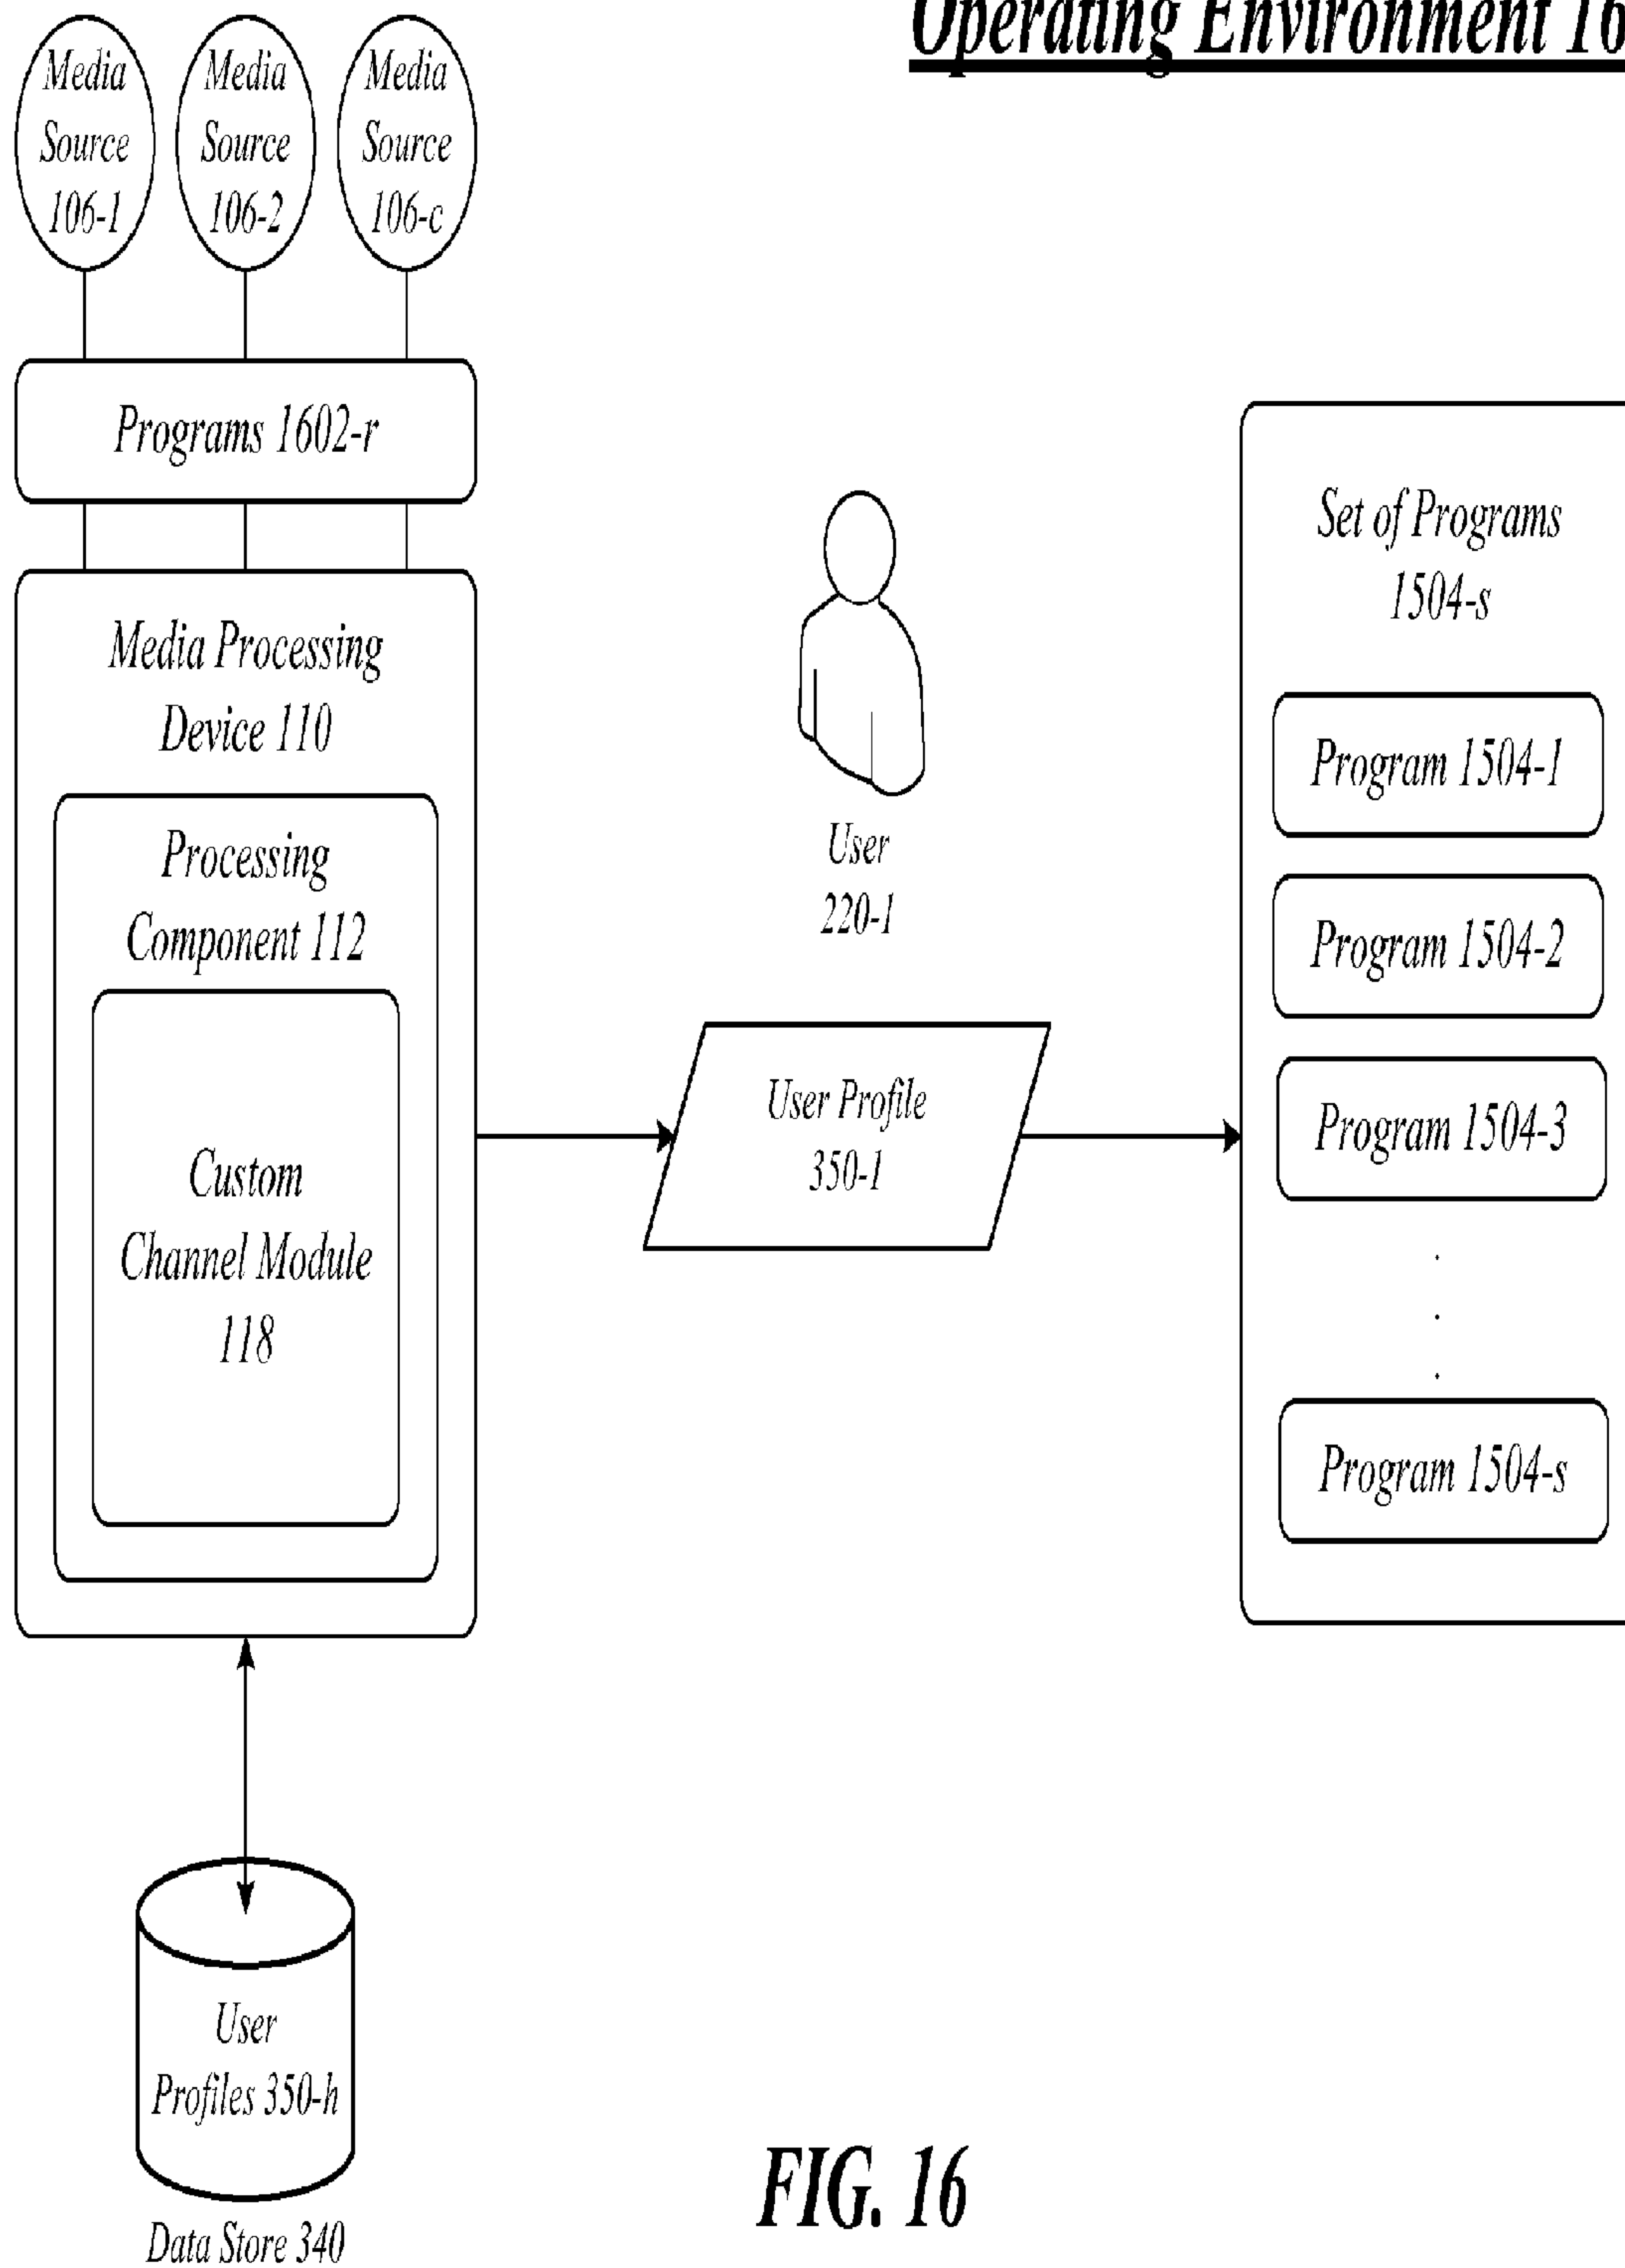 Operating Environment 16
Media
Source
106-1
Media
Source
106-2
Media
Source
106-c
Programs 1602-r
Media Processing
Device 110
Processing
Component 112
Custom
Channel Module
118
User
220-1
User Profile
350-1
Set of Programs
1504-s
Program 1504-1
Program 1504-2
Program 1504-3
.
.
.
Program 1504-s
User
Profiles 350-h
Data Store 340
FIG. 16